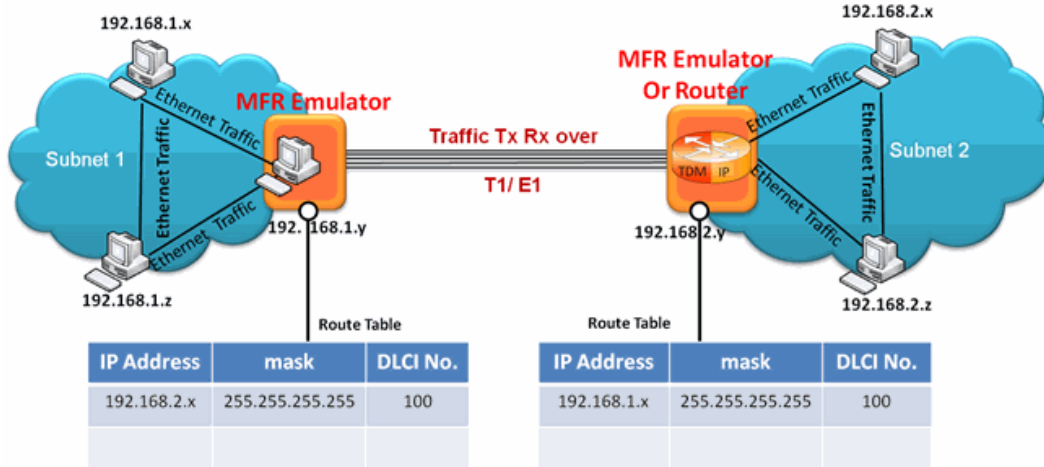 192.168.1.x
192.168.2.x
MFR Emulator
MFR Emulator
Or Router
Ethernet Traffic
Ethernet Traffic
Ethernet Traffic
Subnet 1
Traffic Tx Rx over
T1/ E1
TDM IP
Ethernet Traffic
Ethernet Traffic
Ethernet Traffic
Subnet 2
192.168.1.y
192.168.2.y
192.168.1.z
192.168.2.z
Route Table
IP Address mask DLCI No.
192.168.2.x 255.255.255.255 100
Route Table
IP Address mask DLCI No.
192.168.1.x 255.255.255.255 100